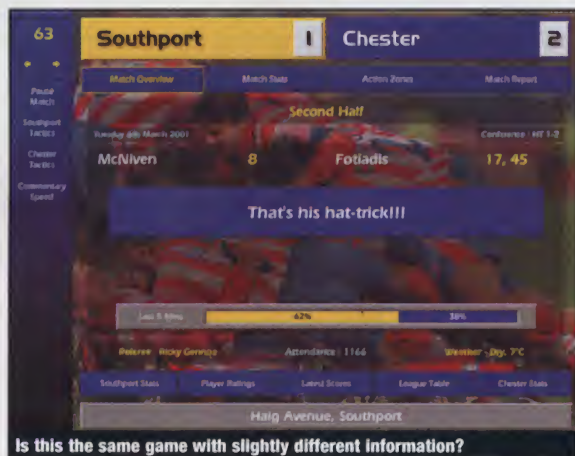 63
Southport 1 Chester 2
Match Overview Match Stats Action Zones Match Report
Pause Match
Second Half
Southport Tactics
Tuesday 6th March 2001 Conference : HT 1-2
Chester Tactics
McNiven 8 Fotiadis 17, 45
Commentary Speed
That's his hat-trick!!!
Last 5 Mins 62% 38%
Referee : Ricky Attendance : 1166 Weather : Dry. 7°C
Southport Stats Player Ratings Latest Scores League Table Chester Stats
Haig Avenue, Southport
Is this the same game with slightly different information?